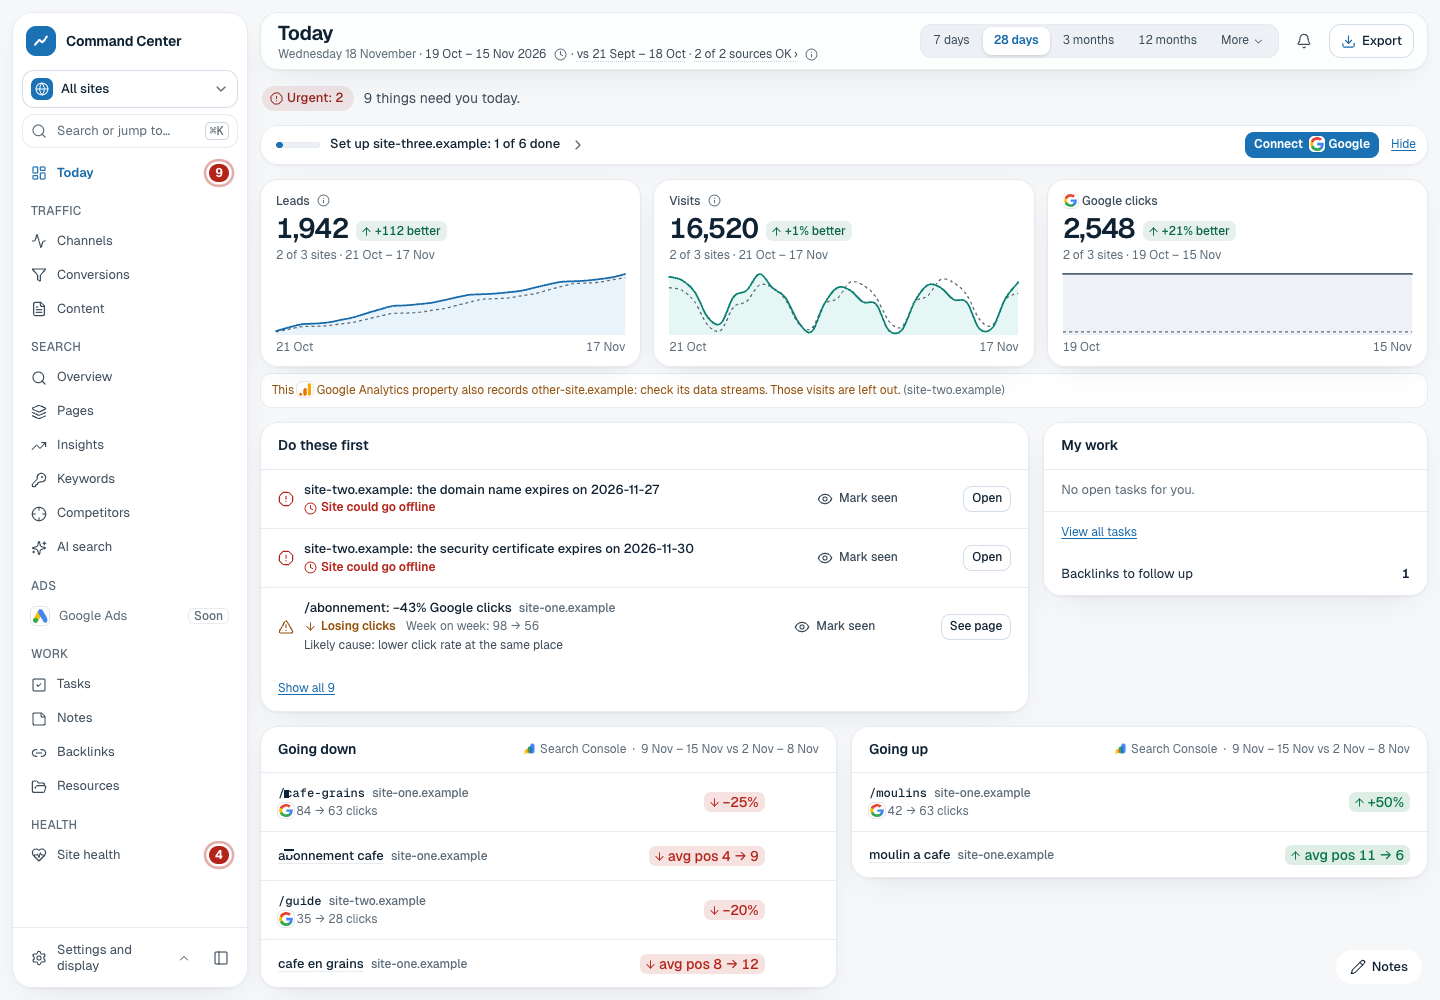 Command Center
All sites
Search or jump to… ⌘K
Today 9
TRAFFIC
Channels
Conversions
Content
SEARCH
Overview
Pages
Insights
Keywords
Competitors
AI search
ADS
Google Ads Soon
WORK
Tasks
Notes
Backlinks
Resources
HEALTH
Site health 4
Settings and
display
Today
Wednesday 18 November · 19 Oct – 15 Nov 2026 · vs 21 Sept – 18 Oct · 2 of 2 sources OK ›
7 days 28 days 3 months 12 months More
Export
Urgent: 2 9 things need you today.
Set up site-three.example: 1 of 6 done
Connect Google Hide
Leads
1,942 ↑ +112 better
2 of 3 sites · 21 Oct – 17 Nov
21 Oct 17 Nov
Visits
16,520 ↑ +1% better
2 of 3 sites · 21 Oct – 17 Nov
21 Oct 17 Nov
Google clicks
2,548 ↑ +21% better
2 of 3 sites · 19 Oct – 15 Nov
19 Oct 15 Nov
This Google Analytics property also records other-site.example: check its data streams. Those visits are left out. (site-two.example)
Do these first
site-two.example: the domain name expires on 2026-11-27
Site could go offline
Mark seen Open
site-two.example: the security certificate expires on 2026-11-30
Site could go offline
Mark seen Open
/abonnement: −43% Google clicks site-one.example
↓ Losing clicks Week on week: 98 → 56
Likely cause: lower click rate at the same place
Mark seen See page
Show all 9
My work
No open tasks for you.
View all tasks
Backlinks to follow up 1
Going down Search Console · 9 Nov – 15 Nov vs 2 Nov – 8 Nov
/cafe-grains site-one.example
84 → 63 clicks
↓ −25%
abonnement cafe site-one.example ↓ avg pos 4 → 9
/guide site-two.example
35 → 28 clicks
↓ −20%
cafe en grains site-one.example ↓ avg pos 8 → 12
Going up Search Console · 9 Nov – 15 Nov vs 2 Nov – 8 Nov
/moulins site-one.example
42 → 63 clicks
↑ +50%
moulin a cafe site-one.example ↑ avg pos 11 → 6
Notes